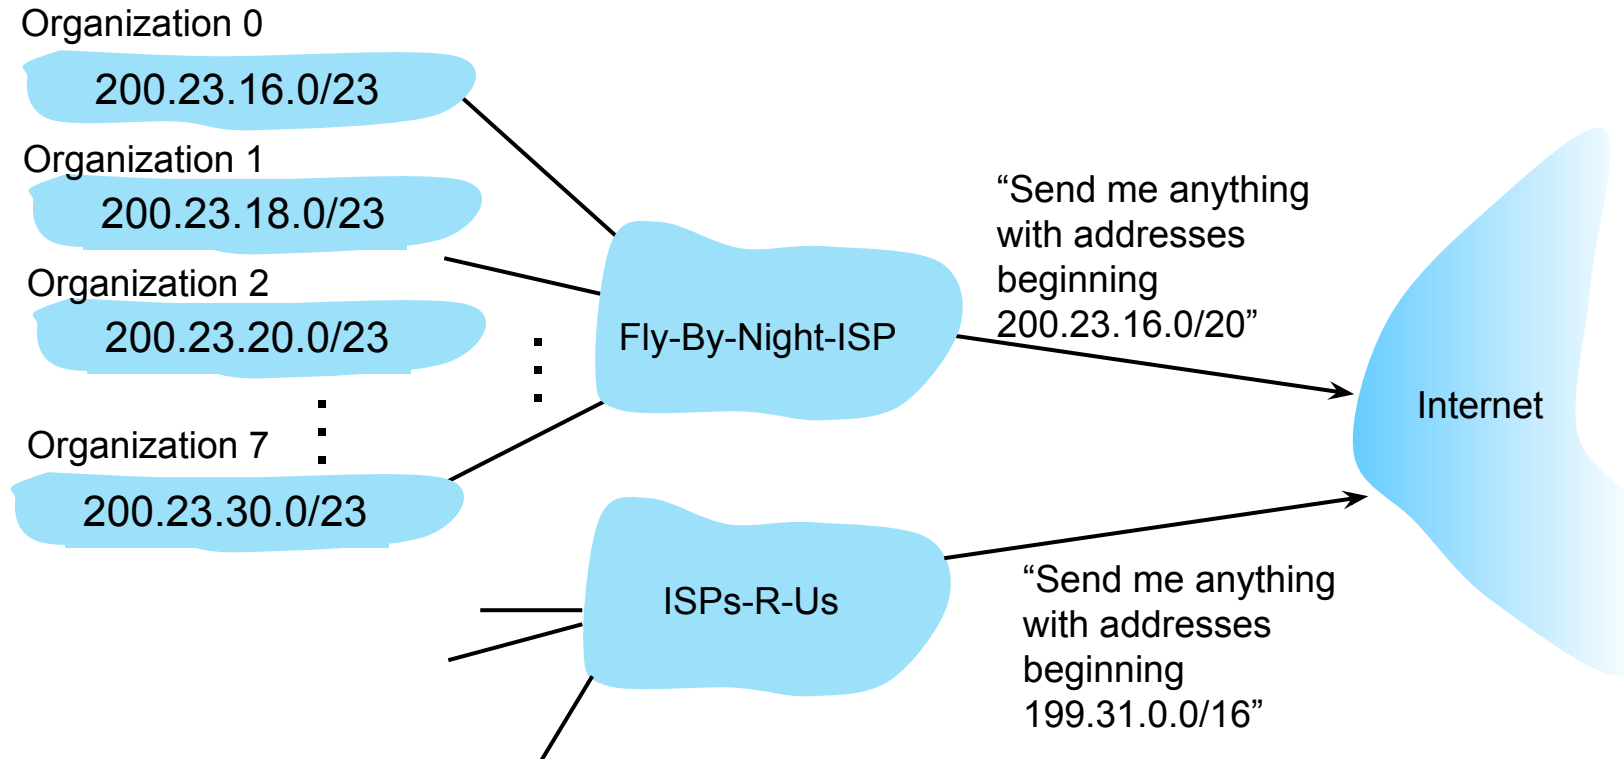 Organization 0
200.23.16.0/23
Organization 1
200.23.18.0/23
Organization 2
200.23.20.0/23
Organization 7
200.23.30.0/23
Fly-By-Night-ISP
“Send me anything
with addresses
beginning
200.23.16.0/20”
Internet
ISPs-R-Us
“Send me anything
with addresses
beginning
199.31.0.0/16”